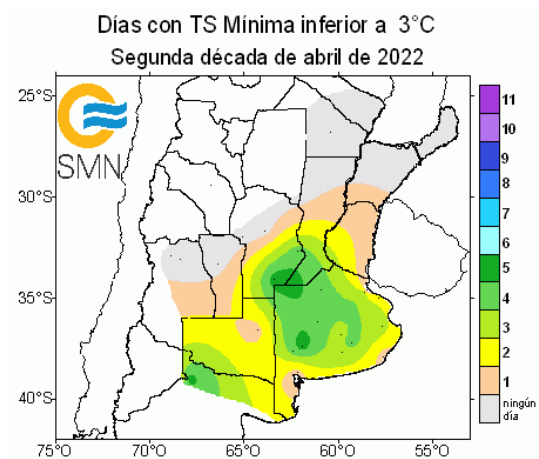 Días con TS Mínima inferior a 3°C
Segunda década de abril de 2022
SMN
25°S
30°S
35°S
40°S
75°O
70°O
65°O
60°O
55°O
11
10
9
8
7
6
5
4
3
2
1
ningún
día